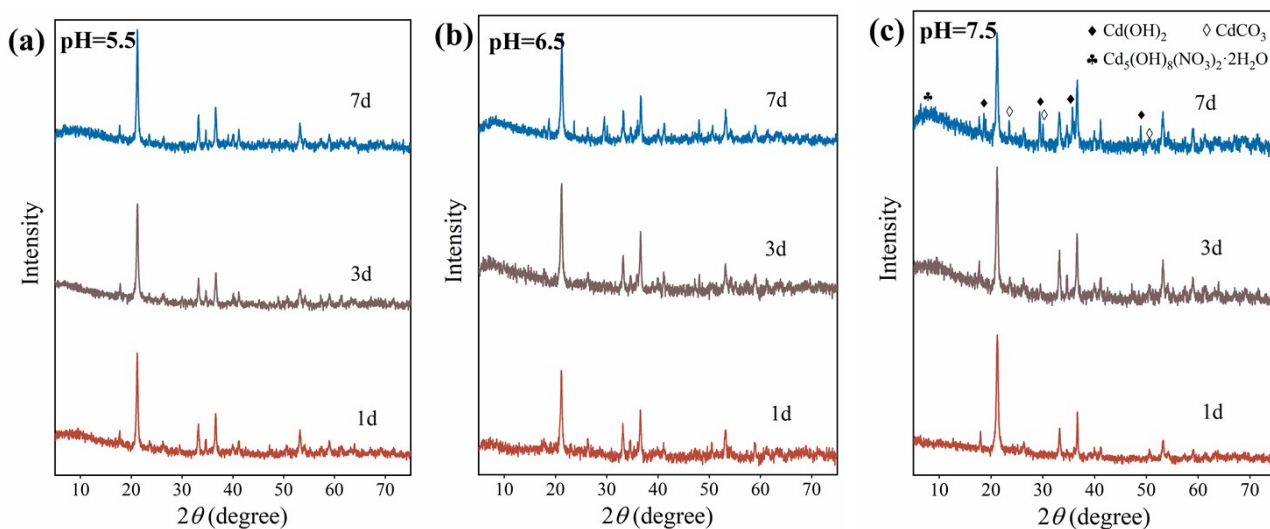 (a) pH=5.5
7d
3d
1d
Intensity
10 20 30 40 50 60 70
2θ (degree)
(b) pH=6.5
7d
3d
1d
Intensity
10 20 30 40 50 60 70
2θ (degree)
(c) pH=7.5
♦ Cd(OH)₂ ◊ CdCO₃
♣ Cd₅(OH)₈(NO₃)₂·2H₂O
7d
3d
1d
Intensity
10 20 30 40 50 60 70
2θ (degree)